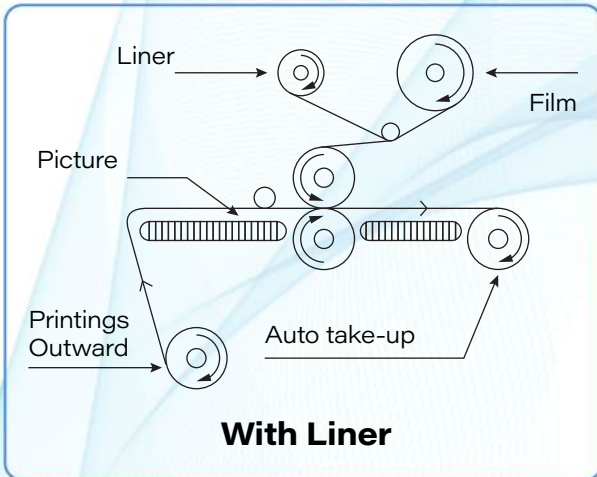 Liner
Film
Picture
Printings
Outward
Auto take-up
With Liner